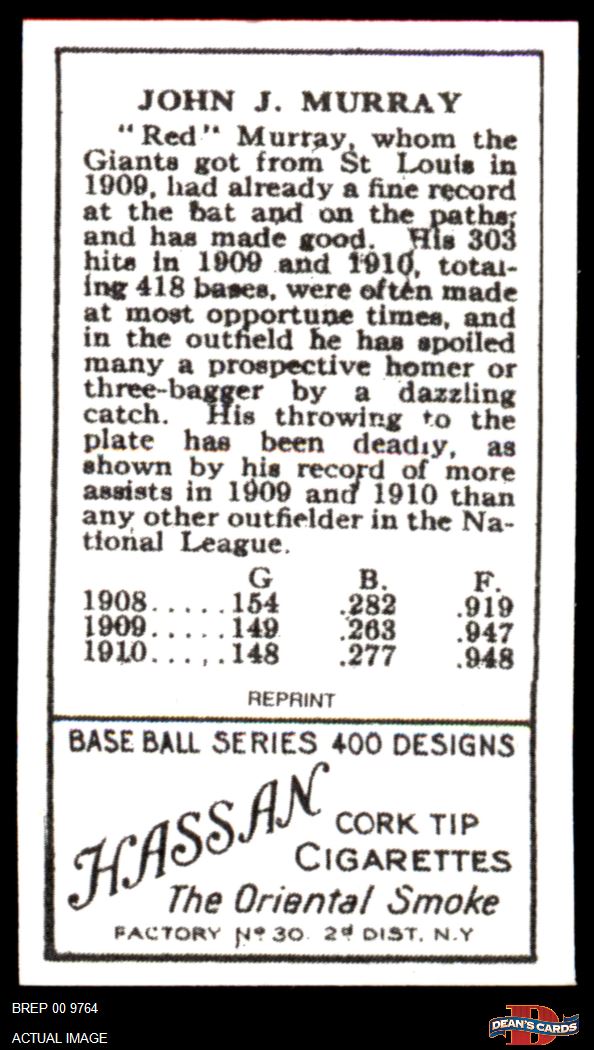 JOHN J. MURRAY
"Red" Murray, whom the
Giants got from St Louis in
1909, had already a fine record
at the bat and on the paths;
and has made good. His 303
hits in 1909 and 1910, total-
ing 418 bases, were often made
at most opportune times, and
in the outfield he has spoiled
many a prospective homer or
three-bagger by a dazzling
catch. His throwing to the
plate has been deadly, as
shown by his record of more
assists in 1909 and 1910 than
any other outfielder in the Na-
tional League.
G B. F.
1908.....154 .282 .919
1909.....149 .263 .947
1910.....148 .277 .948
REPRINT
BASE BALL SERIES 400 DESIGNS
HASSAN
CORK TIP
CIGARETTES
The Oriental Smoke
FACTORY Nº 30. 2d DIST. N.Y
BREP 00 9764
ACTUAL IMAGE
D
DEAN'S CARDS